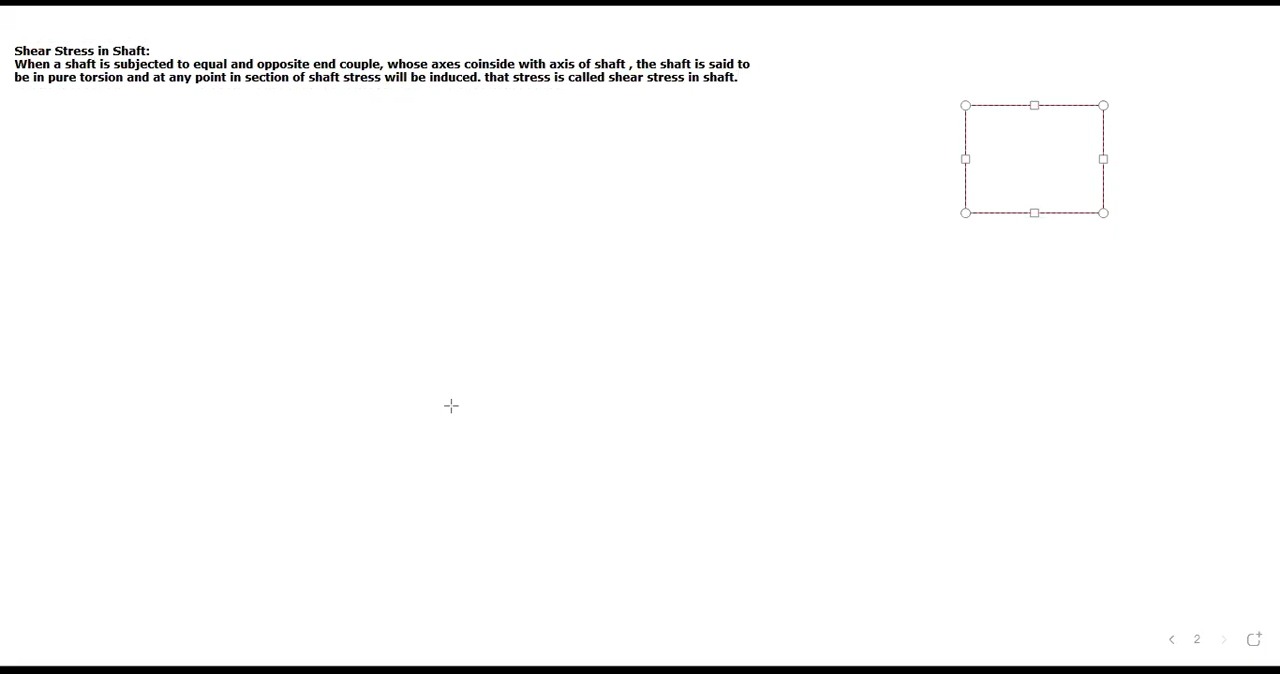 Shear Stress in Shaft:
When a shaft is subjected to equal and opposite end couple, whose axes coinside with axis of shaft , the shaft is said to
be in pure torsion and at any point in section of shaft stress will be induced. that stress is called shear stress in shaft.
2